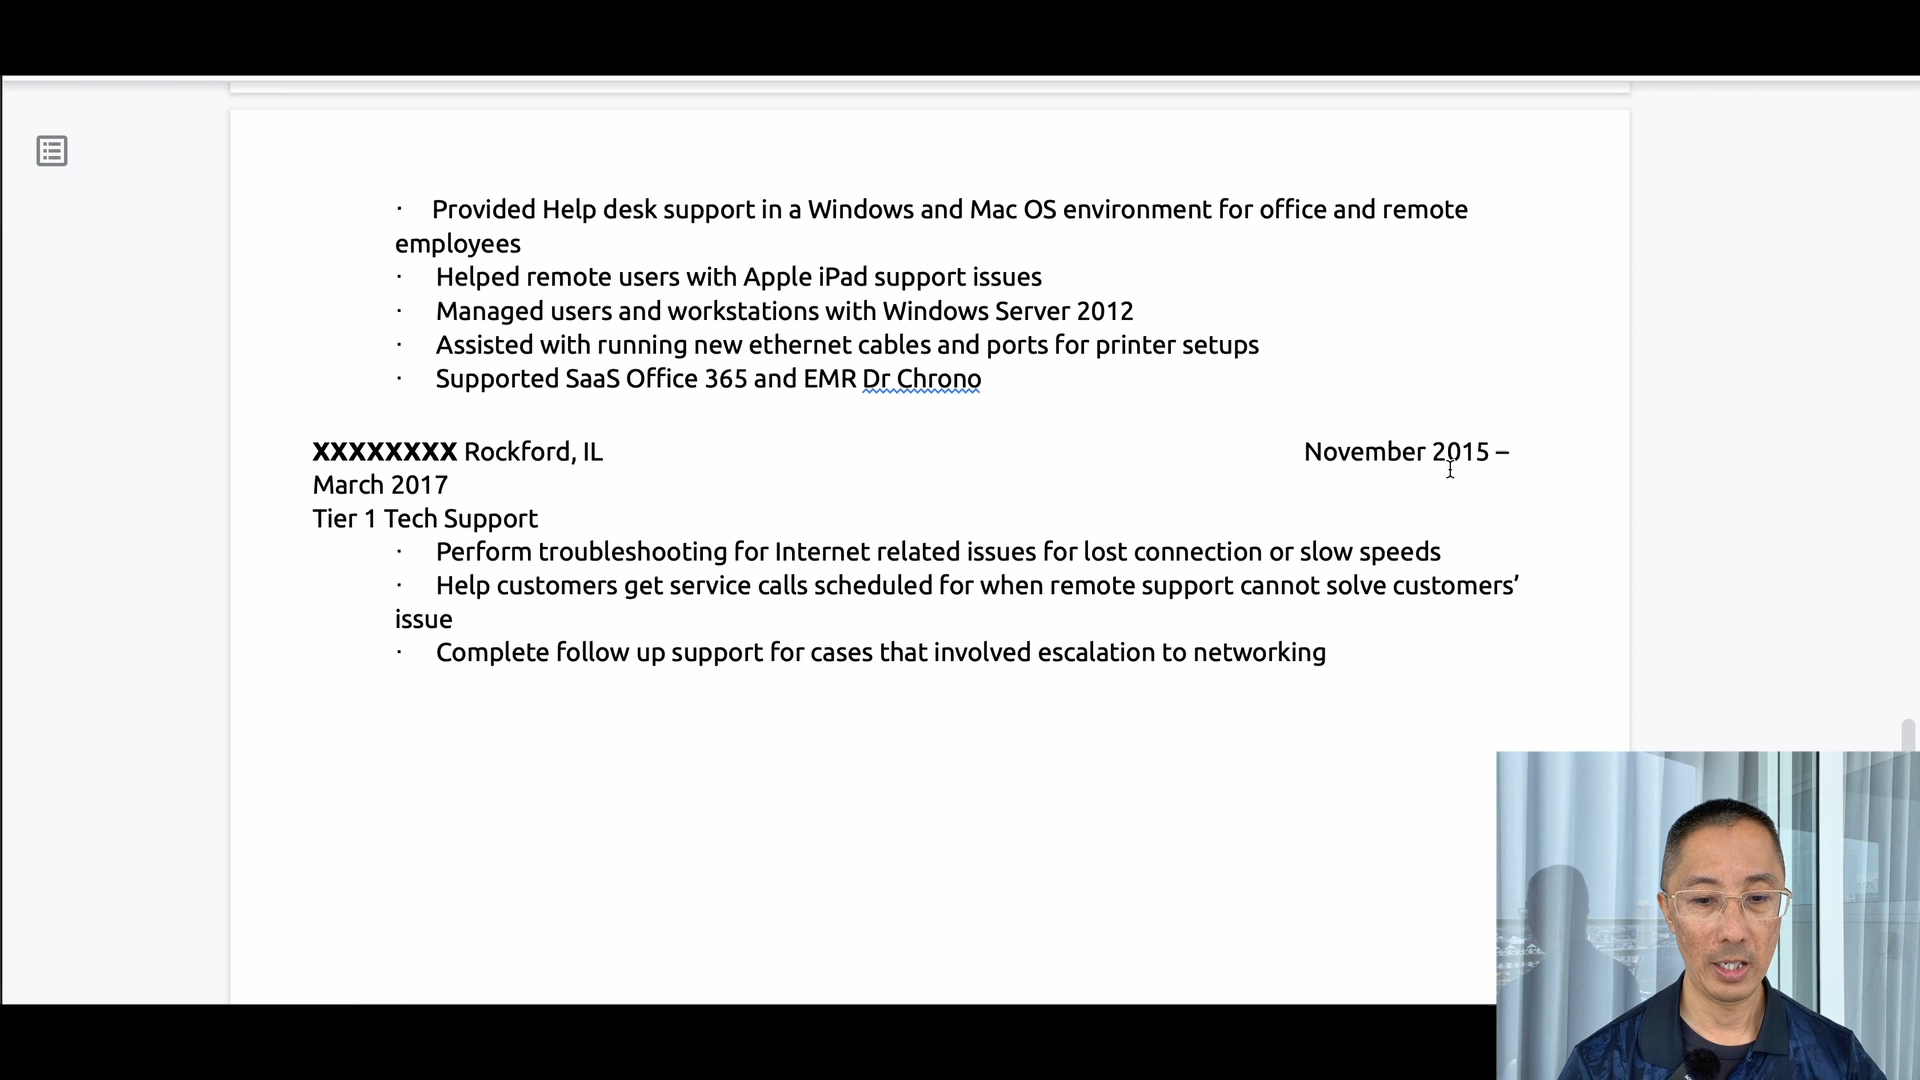 · Provided Help desk support in a Windows and Mac OS environment for office and remote
employees
· Helped remote users with Apple iPad support issues
· Managed users and workstations with Windows Server 2012
· Assisted with running new ethernet cables and ports for printer setups
· Supported SaaS Office 365 and EMR Dr Chrono
XXXXXXXX Rockford, IL November 2015 –
March 2017
Tier 1 Tech Support
· Perform troubleshooting for Internet related issues for lost connection or slow speeds
· Help customers get service calls scheduled for when remote support cannot solve customers’
issue
· Complete follow up support for cases that involved escalation to networking